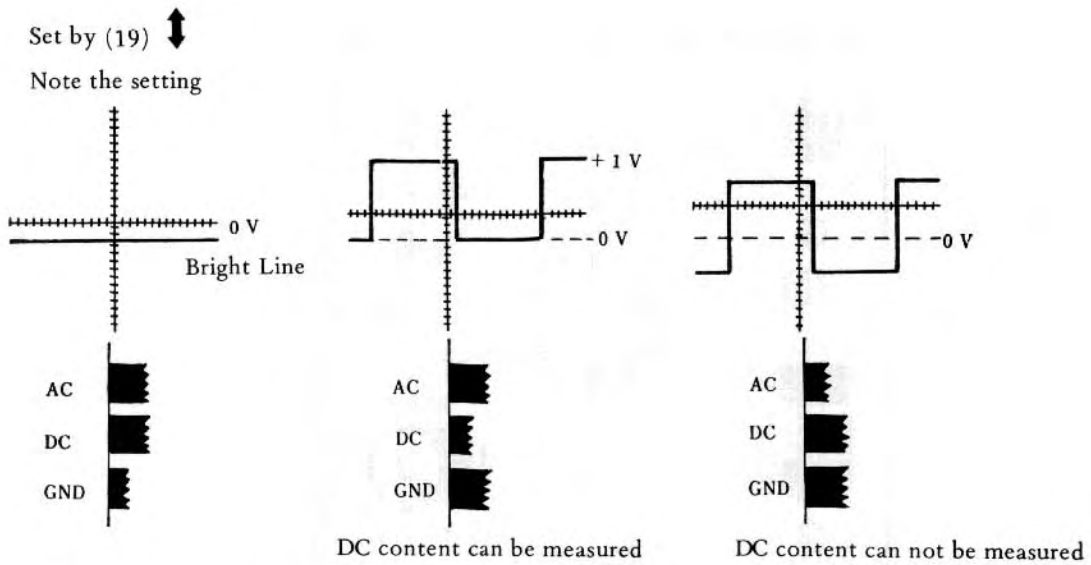 Set by (19)
Note the setting
0 V
Bright Line
AC
DC
GND
+ 1 V
0 V
AC
DC
GND
DC content can be measured
0 V
AC
DC
GND
DC content can not be measured